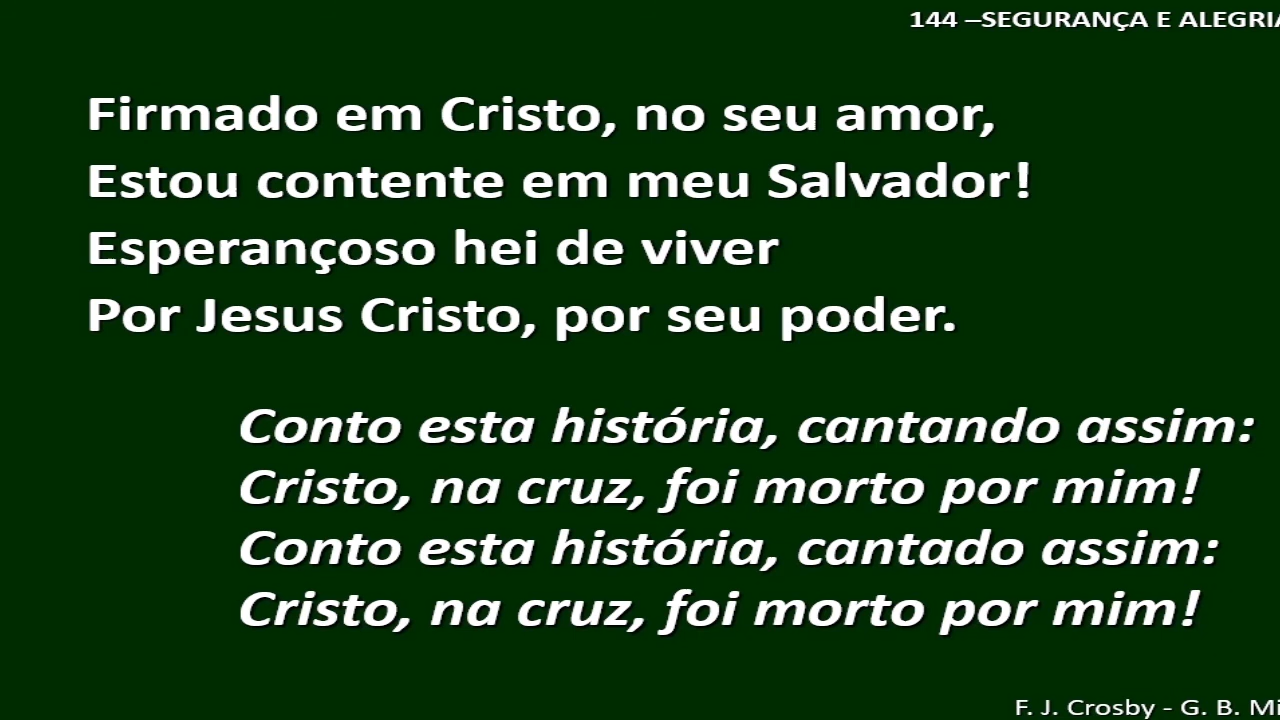 144 –SEGURANÇA E ALEGRIA
Firmado em Cristo, no seu amor,
Estou contente em meu Salvador!
Esperançoso hei de viver
Por Jesus Cristo, por seu poder.
Conto esta história, cantando assim:
Cristo, na cruz, foi morto por mim!
Conto esta história, cantado assim:
Cristo, na cruz, foi morto por mim!
F. J. Crosby - G. B.